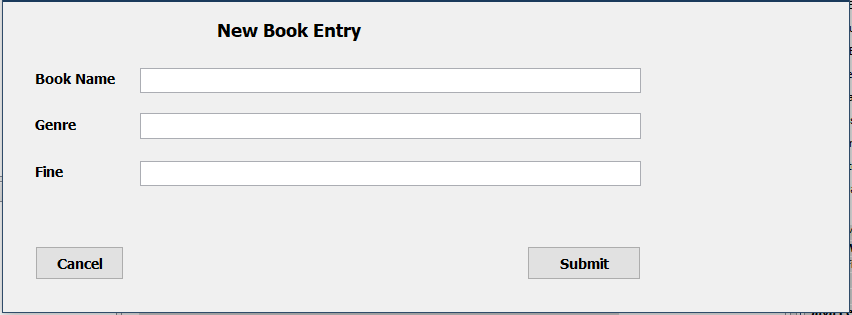 New Book Entry
Book Name
Genre
Fine
Cancel Submit